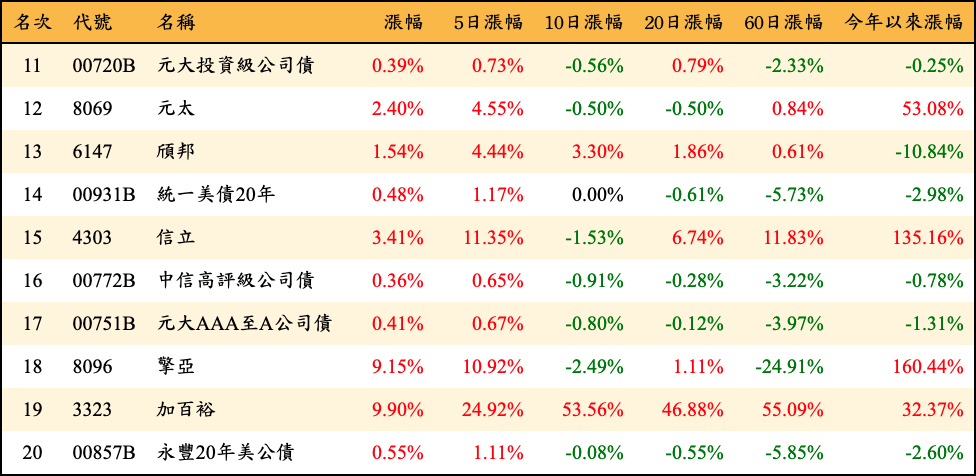 名次 代號 名稱 漲幅 5日漲幅 10日漲幅 20日漲幅 60日漲幅 今年以來漲幅
11 00720B 元大投資級公司債 0.39% 0.73% -0.56% 0.79% -2.33% -0.25%
12 8069 元太 2.40% 4.55% -0.50% -0.50% 0.84% 53.08%
13 6147 頎邦 1.54% 4.44% 3.30% 1.86% 0.61% -10.84%
14 00931B 統一美債20年 0.48% 1.17% 0.00% -0.61% -5.73% -2.98%
15 4303 信立 3.41% 11.35% -1.53% 6.74% 11.83% 135.16%
16 00772B 中信高評級公司債 0.36% 0.65% -0.91% -0.28% -3.22% -0.78%
17 00751B 元大AAA至A公司債 0.41% 0.67% -0.80% -0.12% -3.97% -1.31%
18 8096 擎亞 9.15% 10.92% -2.49% 1.11% -24.91% 160.44%
19 3323 加百裕 9.90% 24.92% 53.56% 46.88% 55.09% 32.37%
20 00857B 永豐20年美公債 0.55% 1.11% -0.08% -0.55% -5.85% -2.60%